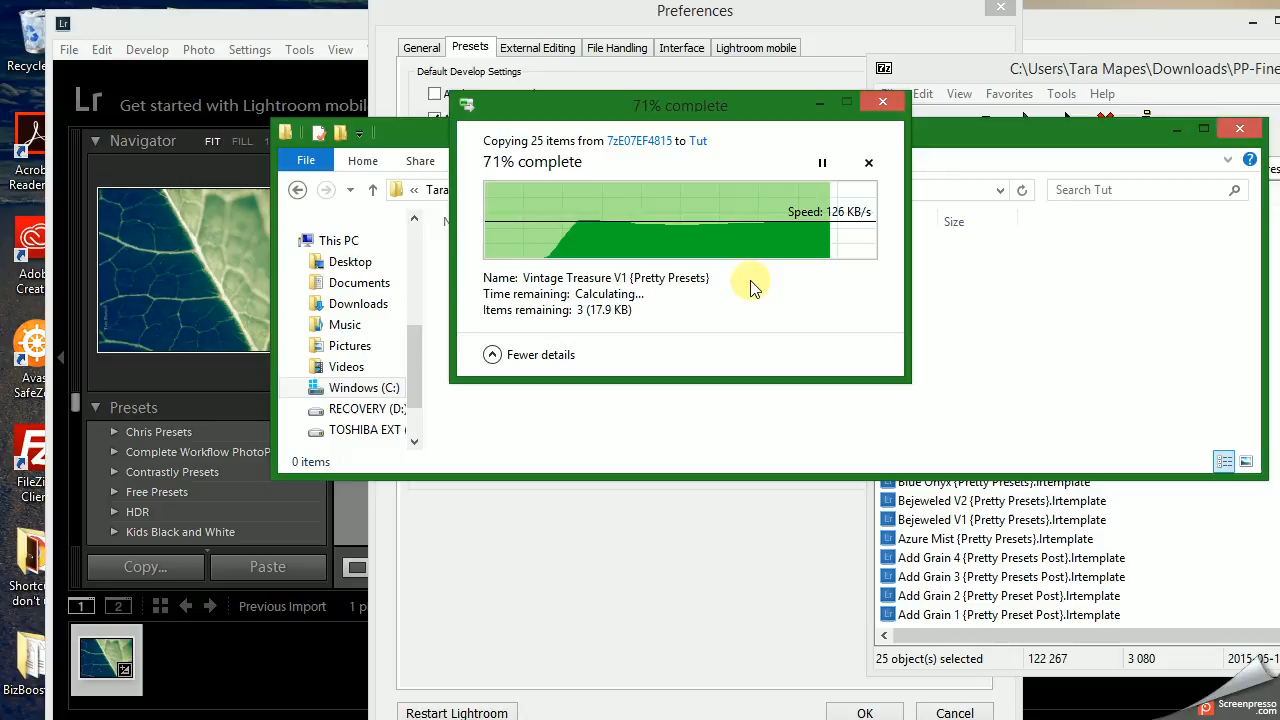 Preferences
Lr
File Edit Develop Photo Settings Tools View
General Presets External Editing File Handling Interface Lightroom mobile
Default Develop Settings
C:\Users\Tara Mapes\Downloads\PP-Fine
View Favorites Tools Help
Recycle
Lr Get started with Lightroom mobil
Navigator FIT FILL
71% complete
Copying 25 items from 7zE07EF4815 to Tut
71% complete
Speed: 126 KB/s
Name: Vintage Treasure V1 {Pretty Presets}
Time remaining: Calculating...
Items remaining: 3 (17.9 KB)
Fewer details
File Home Share
« Tara
Search Tut
Size
This PC
Desktop
Documents
Downloads
Music
Pictures
Videos
Windows (C:)
RECOVERY (D:)
TOSHIBA EXT (
0 items
Acrob
Reader
Adob
Creat
Avas
SafeZ
FileZi
Clien
Shortc
don't
BizBoos
Presets
Chris Presets
Complete Workflow PhotoP
Contrastly Presets
Free Presets
HDR
Kids Black and White
Copy... Paste
1 2 Previous Import 1 p
Blue Onyx {Pretty Presets}.lrtemplate
Bejeweled V2 {Pretty Presets}.lrtemplate
Bejeweled V1 {Pretty Presets}.lrtemplate
Azure Mist {Pretty Presets}.lrtemplate
Add Grain 4 {Pretty Preset Post}.lrtemplate
Add Grain 3 {Pretty Preset Post}.lrtemplate
Add Grain 2 {Pretty Preset Post}.lrtemplate
Add Grain 1 {Pretty Preset Post}.lrtemplate
25 object(s) selected 122 267 3 080 2015-05-1
Restart Lightroom OK Cancel
Screenpresso
.com